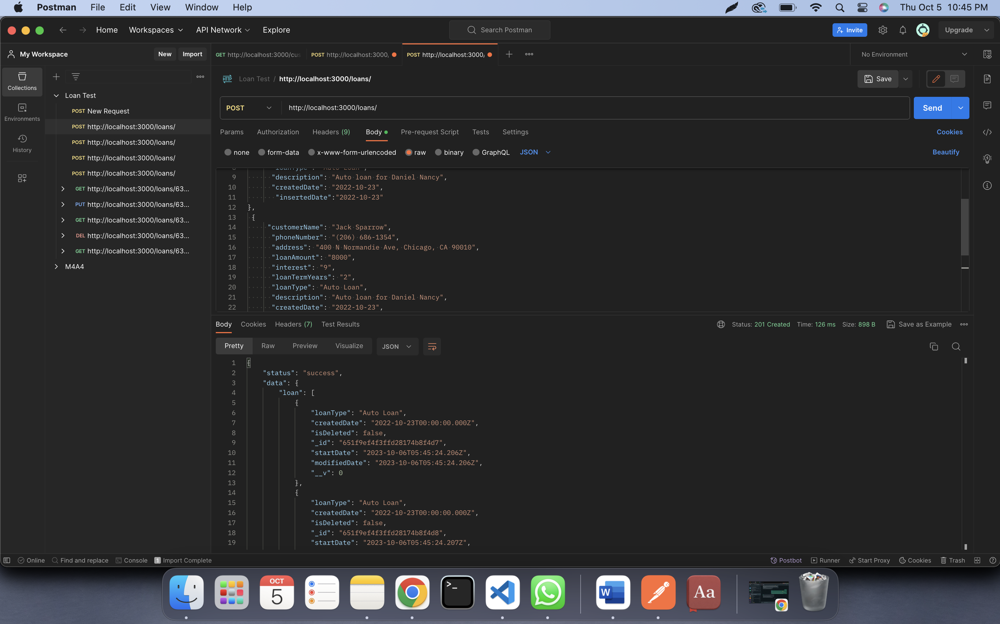 Postman File Edit View Window Help Thu Oct 5 10:45 PM
Home Workspaces API Network Explore Search Postman Invite Upgrade
My Workspace New Import GET http://localhost:3000/cus POST http://localhost:3000/ POST http://localhost:3000/ No Environment
Collections
Environments
History
Loan Test
POST New Request
POST http://localhost:3000/loans/
POST http://localhost:3000/loans/
POST http://localhost:3000/loans/
POST http://localhost:3000/loans/
GET http://localhost:3000/loans/63...
PUT http://localhost:3000/loans/63...
GET http://localhost:3000/loans/63...
DEL http://localhost:3000/loans/63...
GET http://localhost:3000/loans/63...
M4A4
HTTP Loan Test / http://localhost:3000/loans/ Save
POST http://localhost:3000/loans/ Send
Params Authorization Headers (9) Body Pre-request Script Tests Settings Cookies
none form-data x-www-form-urlencoded raw binary GraphQL JSON Beautify
9 "description": "Auto loan for Daniel Nancy",
10 "createdDate": "2022-10-23",
11 "insertedDate":"2022-10-23"
12 },
13 {
14 "customerName": "Jack Sparrow",
15 "phoneNumber": "(206) 686-1354",
16 "address": "400 N Normandie Ave, Chicago, CA 90010",
17 "loanAmount": "8000",
18 "interest": "9",
19 "loanTermYears": "2",
20 "loanType": "Auto Loan",
21 "description": "Auto loan for Daniel Nancy",
22 "createdDate": "2022-10-23",
Body Cookies Headers (7) Test Results Status: 201 Created Time: 126 ms Size: 898 B Save as Example
Pretty Raw Preview Visualize JSON
1 {
2 "status": "success",
3 "data": {
4 "loan": [
5 {
6 "loanType": "Auto Loan",
7 "createdDate": "2022-10-23T00:00:00.000Z",
8 "isDeleted": false,
9 "_id": "651f9ef4f3ffd28174b8f4d7",
10 "startDate": "2023-10-06T05:45:24.206Z",
11 "modifiedDate": "2023-10-06T05:45:24.206Z",
12 "__v": 0
13 },
14 {
15 "loanType": "Auto Loan",
16 "createdDate": "2022-10-23T00:00:00.000Z",
17 "isDeleted": false,
18 "_id": "651f9ef4f3ffd28174b8f4d8",
19 "startDate": "2023-10-06T05:45:24.207Z",
Online Find and replace Console 1 Import Complete Postbot Runner Start Proxy Cookies Trash
OCT
5
>_
W
Aa